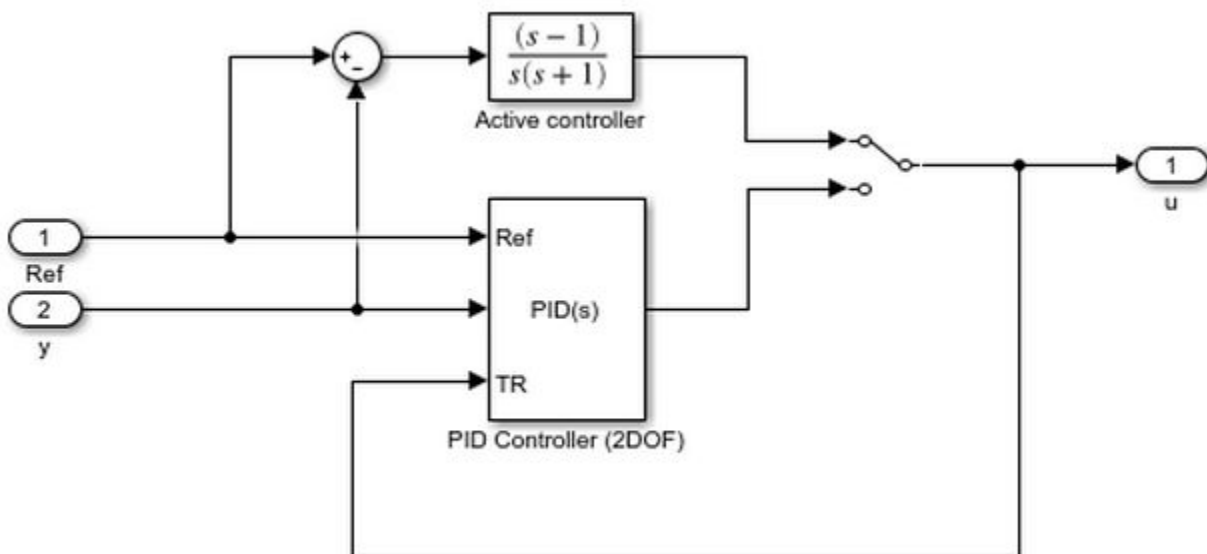 +
−
(s − 1)
s(s + 1)
Active controller
1
Ref
2
y
Ref
PID(s)
TR
PID Controller (2DOF)
1
u